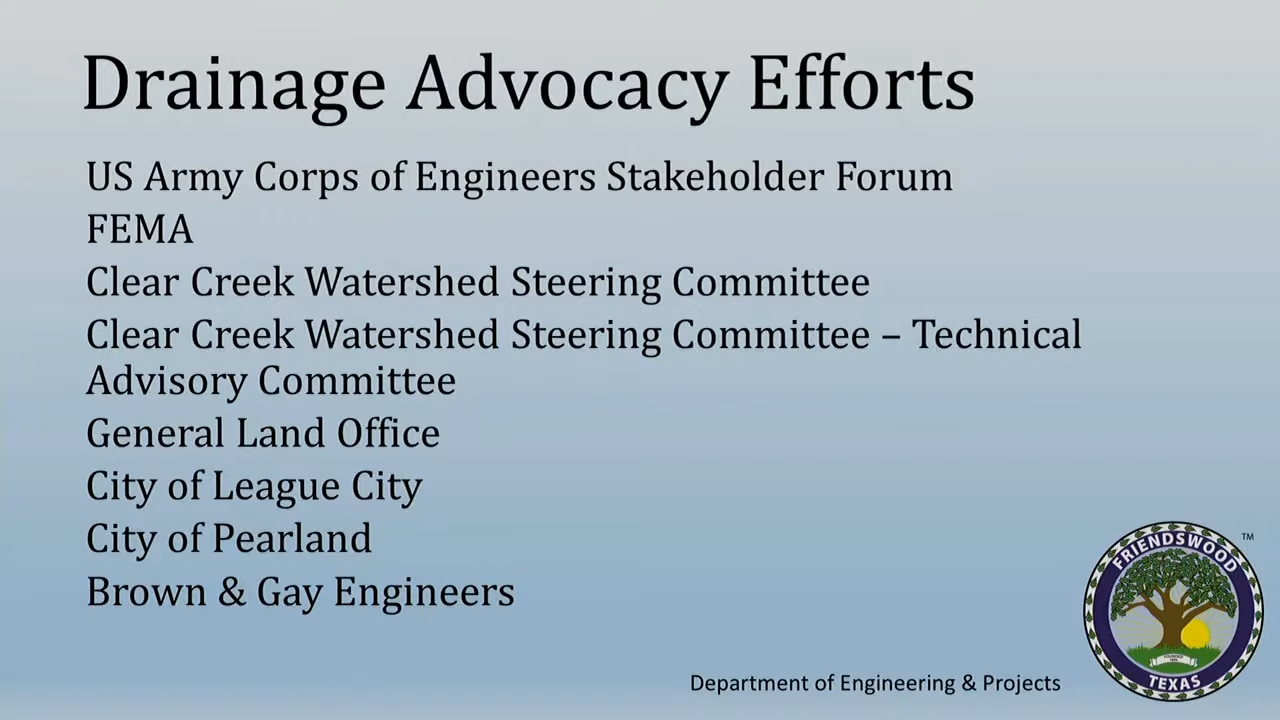 Drainage Advocacy Efforts
US Army Corps of Engineers Stakeholder Forum
FEMA
Clear Creek Watershed Steering Committee
Clear Creek Watershed Steering Committee – Technical
Advisory Committee
General Land Office
City of League City
City of Pearland
Brown & Gay Engineers
FRIENDSWOOD
TM
TEXAS
Department of Engineering & Projects